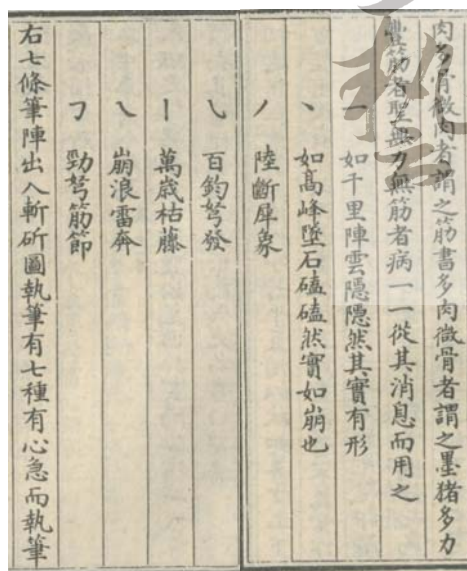 肉多骨微肉者謂之筋書多肉微骨者謂之墨猪多力
豐筋者聖無力無筋者病一一從其消息而用之
一 如千里陣雲隱隱然其實有形
丶 如高峰墜石磕磕然實如崩也
丿 陸斷犀象
乀 百鈞弩發
丨 萬歲枯藤
乀 崩浪雷奔
㇆ 勁弩筋節
右七條筆陣出入斬斫圖執筆有七種有心急而執筆